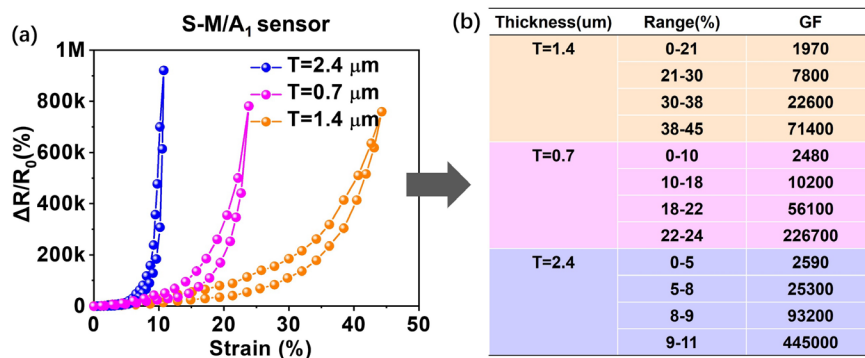 (a)
S-M/A₁ sensor
ΔR/R₀(%)
1M
800k
600k
400k
200k
0
T=2.4 μm
T=0.7 μm
T=1.4 μm
0 10 20 30 40 50
Strain (%)
(b)
Thickness(um) Range(%) GF
T=1.4 0-21 1970
21-30 7800
30-38 22600
38-45 71400
T=0.7 0-10 2480
10-18 10200
18-22 56100
22-24 226700
T=2.4 0-5 2590
5-8 25300
8-9 93200
9-11 445000